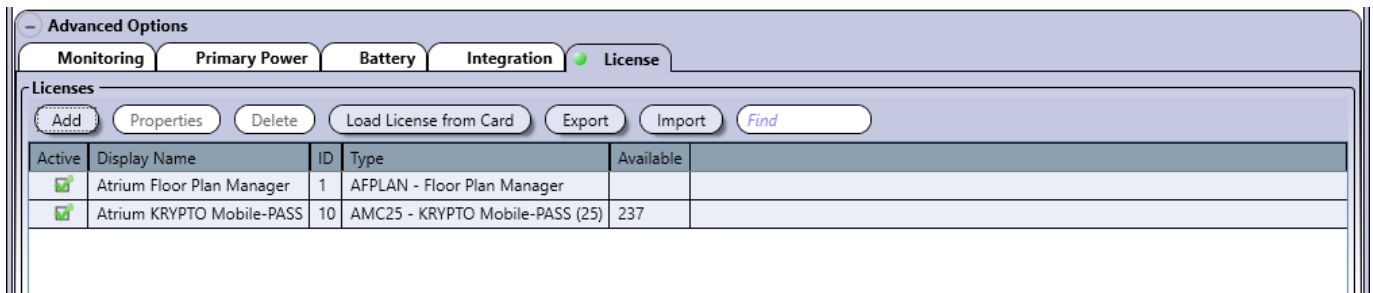 Advanced Options
Monitoring Primary Power Battery Integration License
Licenses
Add Properties Delete Load License from Card Export Import Find
Active Display Name ID Type Available
Atrium Floor Plan Manager 1 AFPLAN - Floor Plan Manager
Atrium KRYPTO Mobile-PASS 10 AMC25 - KRYPTO Mobile-PASS (25) 237